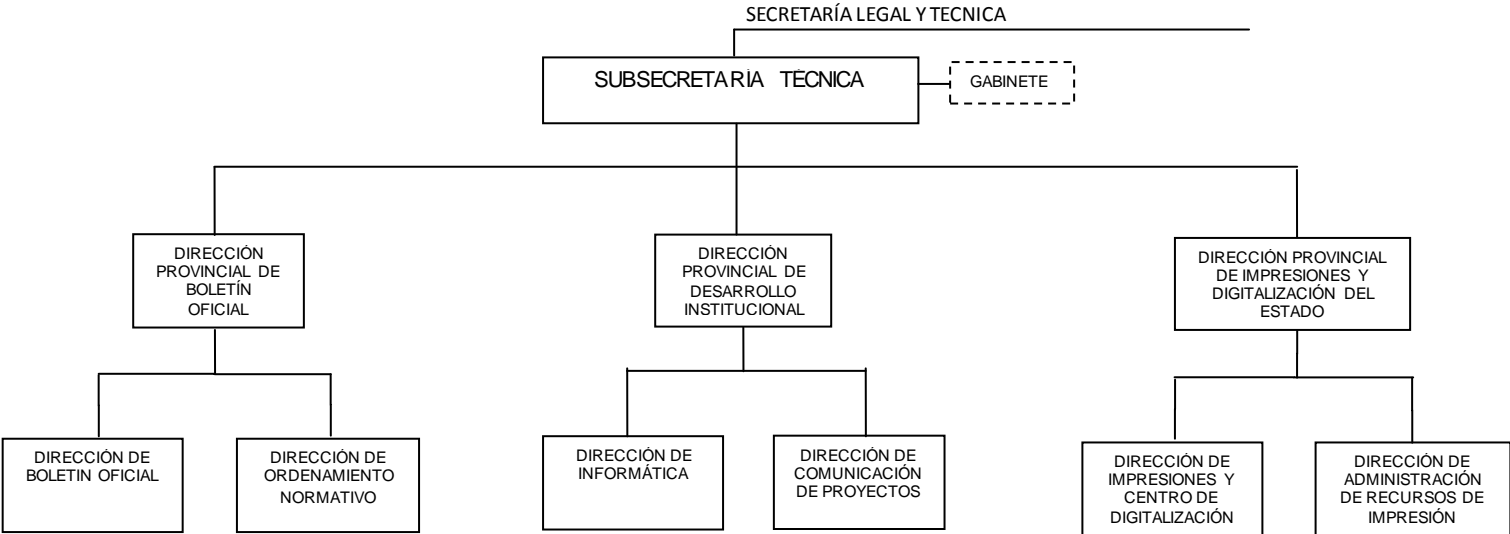 SECRETARÍA LEGAL Y TECNICA
SUBSECRETARÍA TÉCNICA
GABINETE
DIRECCIÓN
PROVINCIAL DE
BOLETÍN
OFICIAL
DIRECCIÓN
PROVINCIAL DE
DESARROLLO
INSTITUCIONAL
DIRECCIÓN PROVINCIAL
DE IMPRESIONES Y
DIGITALIZACIÓN DEL
ESTADO
DIRECCIÓN DE
BOLETIN OFICIAL
DIRECCIÓN DE
ORDENAMIENTO
NORMATIVO
DIRECCIÓN DE
INFORMÁTICA
DIRECCIÓN DE
COMUNICACIÓN
DE PROYECTOS
DIRECCIÓN DE
IMPRESIONES Y
CENTRO DE
DIGITALIZACIÓN
DIRECCIÓN DE
ADMINISTRACIÓN
DE RECURSOS DE
IMPRESIÓN